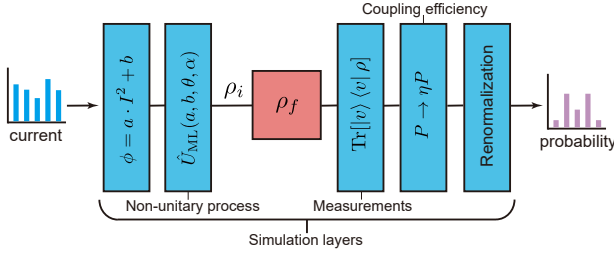 Coupling efficiency
current
ϕ = a · I² + b
Û_ML(a, b, θ, α)
ρ_i
ρ_f
Tr[|v⟩ ⟨v| ρ]
P → ηP
Renormalization
probability
Non-unitary process
Measurements
Simulation layers